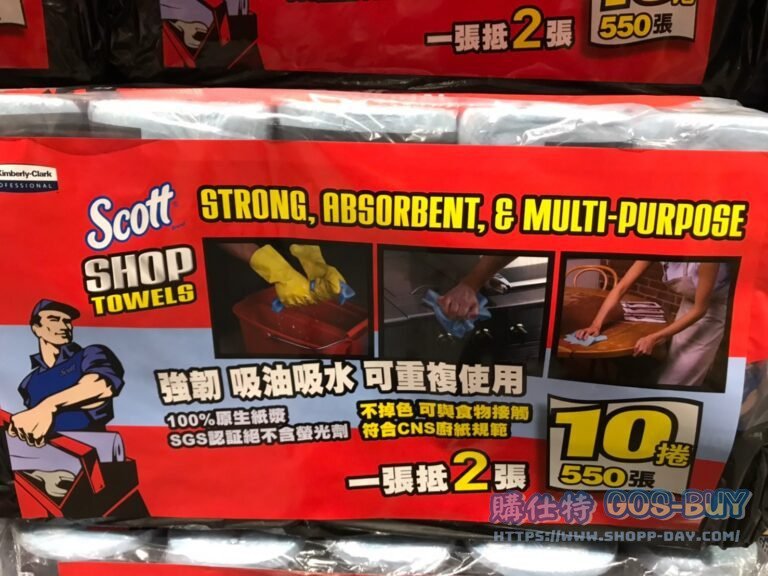 一張抵2張
550張
Kimberly-Clark
PROFESSIONAL
Scott
Brand
STRONG, ABSORBENT, & MULTI-PURPOSE
SHOP
TOWELS
Scott
強韌 吸油吸水 可重複使用
100%原生紙漿
SGS認証絕不含螢光劑
不掉色 可與食物接觸
符合CNS廚紙規範
10捲
550張
一張抵2張
購仕特 GOS-BUY
HTTPS://WWW.SHOPP-DAY.COM/